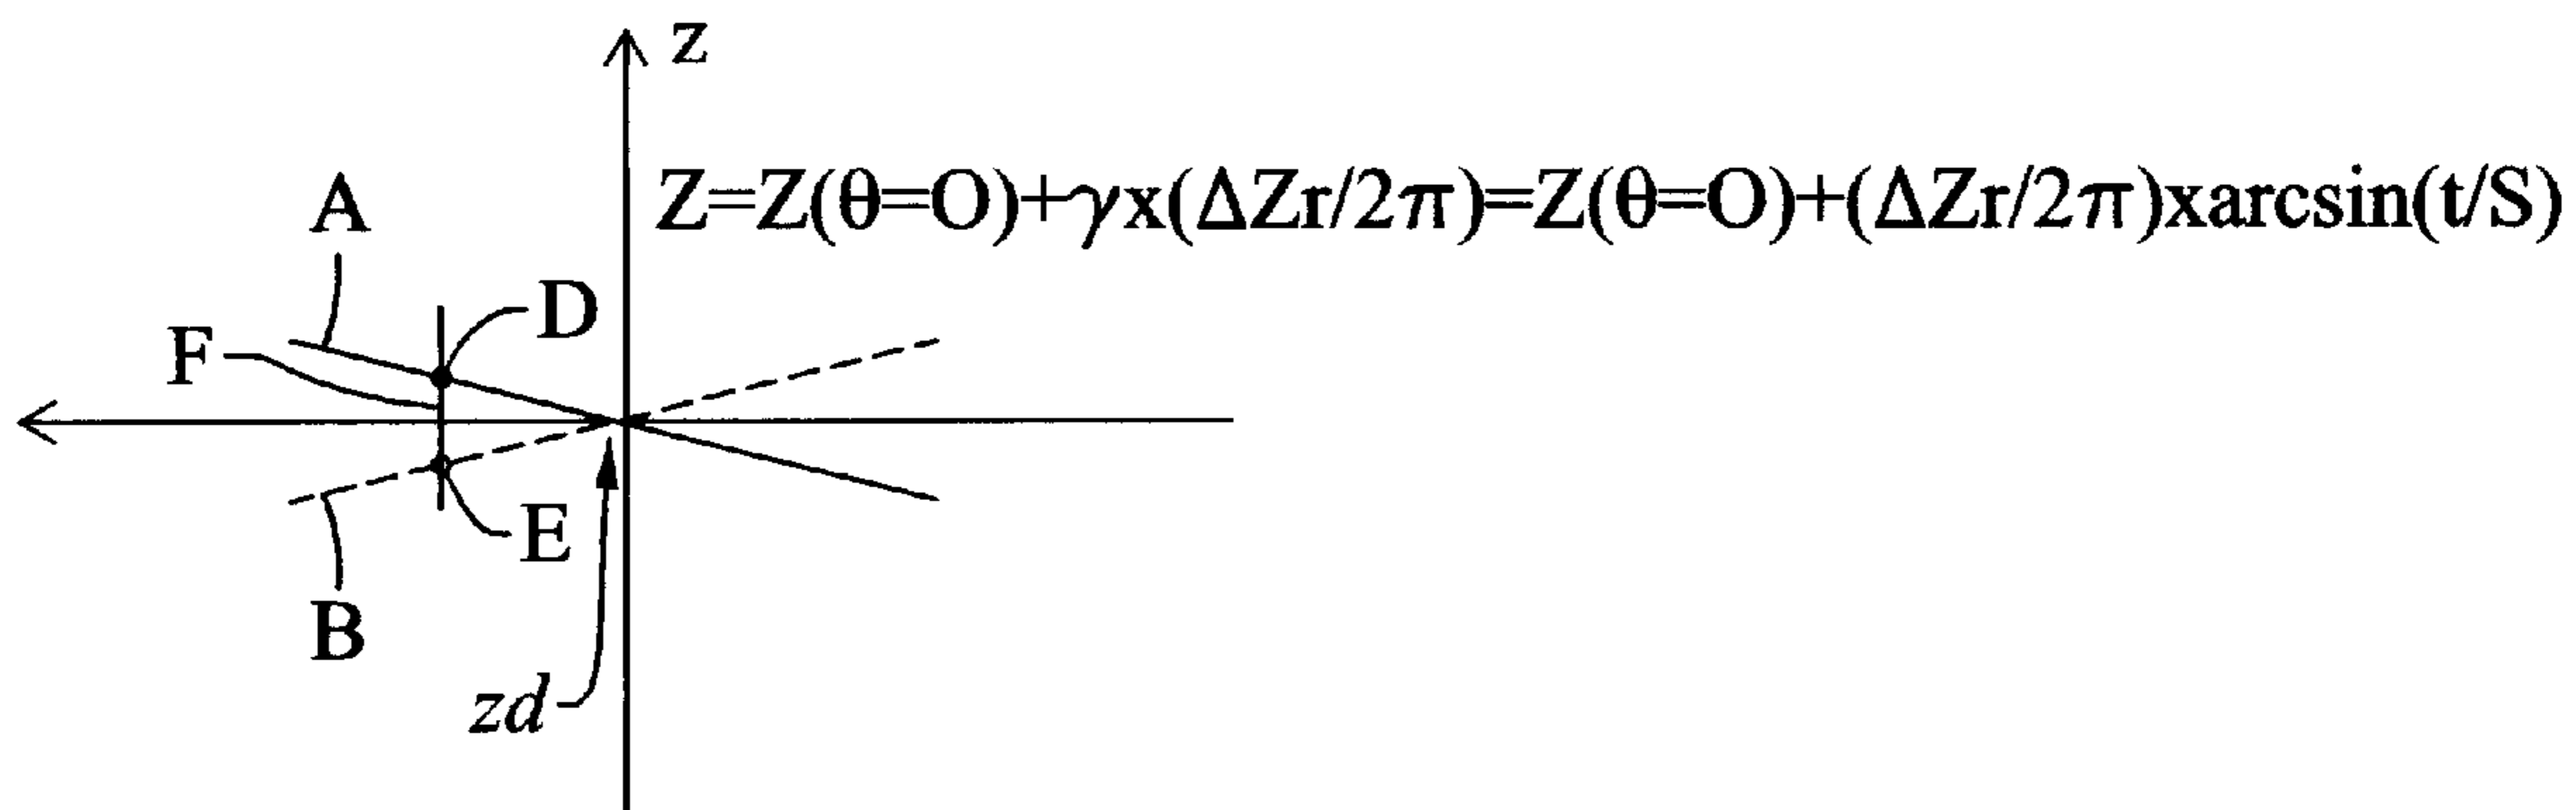 z
Z=Z(θ=O)+γx(ΔZr/2π)=Z(θ=O)+(ΔZr/2π)xarcsin(t/S)
A
D
F
E
B
zd